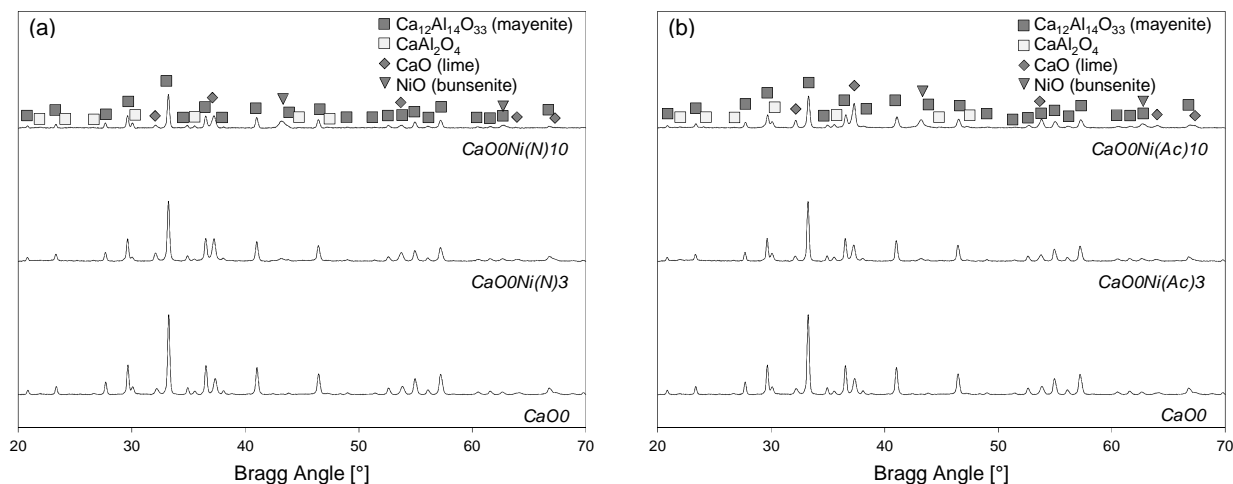 (a)
Ca₁₂Al₁₄O₃₃ (mayenite)
CaAl₂O₄
CaO (lime)
NiO (bunsenite)
CaO0Ni(N)10
CaO0Ni(N)3
CaO0
20 30 40 50 60 70
Bragg Angle [°]
(b)
Ca₁₂Al₁₄O₃₃ (mayenite)
CaAl₂O₄
CaO (lime)
NiO (bunsenite)
CaO0Ni(Ac)10
CaO0Ni(Ac)3
CaO0
20 30 40 50 60 70
Bragg Angle [°]